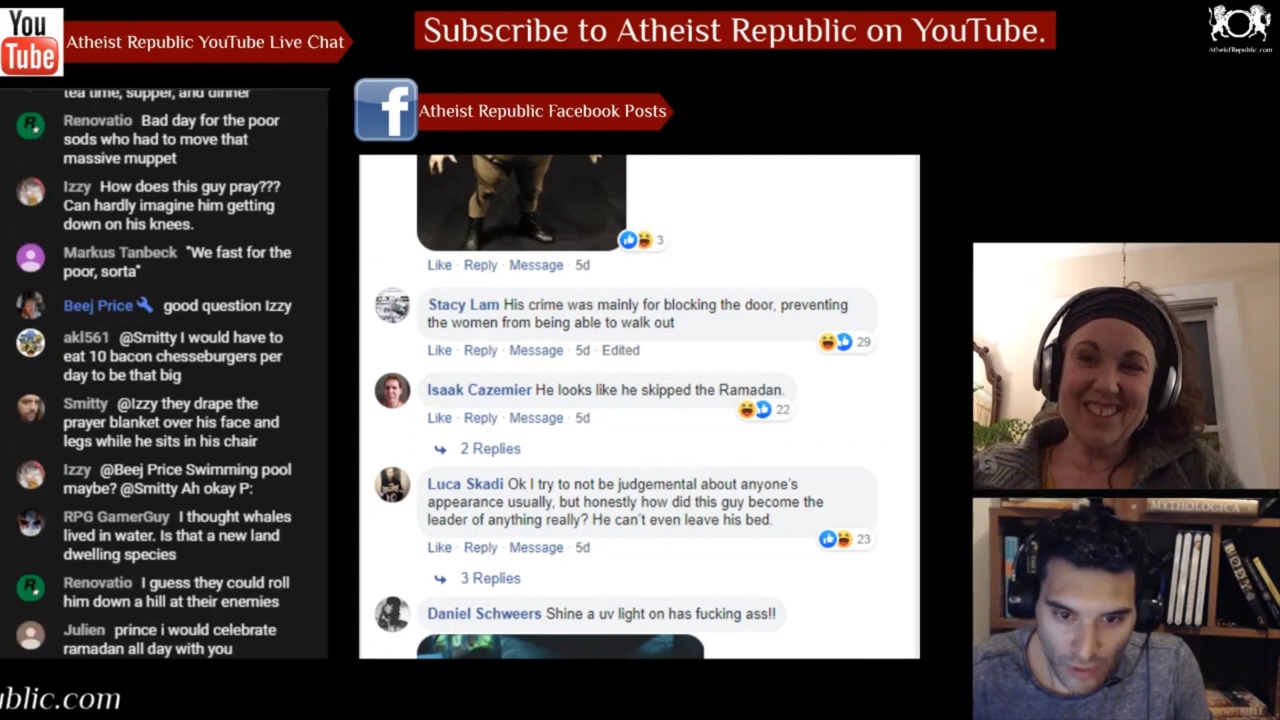 You
Tube
Atheist Republic YouTube Live Chat
Subscribe to Atheist Republic on YouTube.
AtheistRepublic.com
Atheist Republic Facebook Posts
tea time, supper, and dinner
Renovatio Bad day for the poor
sods who had to move that
massive muppet
Izzy How does this guy pray???
Can hardly imagine him getting
down on his knees.
Markus Tanbeck "We fast for the
poor, sorta"
Beej Price good question Izzy
akl561 @Smitty I would have to
eat 10 bacon chesseburgers per
day to be that big
Smitty @Izzy they drape the
prayer blanket over his face and
legs while he sits in his chair
Izzy @Beej Price Swimming pool
maybe? @Smitty Ah okay P:
RPG GamerGuy I thought whales
lived in water. Is that a new land
dwelling species
Renovatio I guess they could roll
him down a hill at their enemies
Julien prince i would celebrate
ramadan all day with you
3
Like · Reply · Message · 5d
Stacy Lam His crime was mainly for blocking the door, preventing
the women from being able to walk out
29
Like · Reply · Message · 5d · Edited
Isaak Cazemier He looks like he skipped the Ramadan.
22
Like · Reply · Message · 5d
2 Replies
Luca Skadi Ok I try to not be judgemental about anyone's
appearance usually, but honestly how did this guy become the
leader of anything really? He can't even leave his bed.
23
Like · Reply · Message · 5d
3 Replies
Daniel Schweers Shine a uv light on has fucking ass!!
MYTHOLOGICA
BIBLE
ublic.com